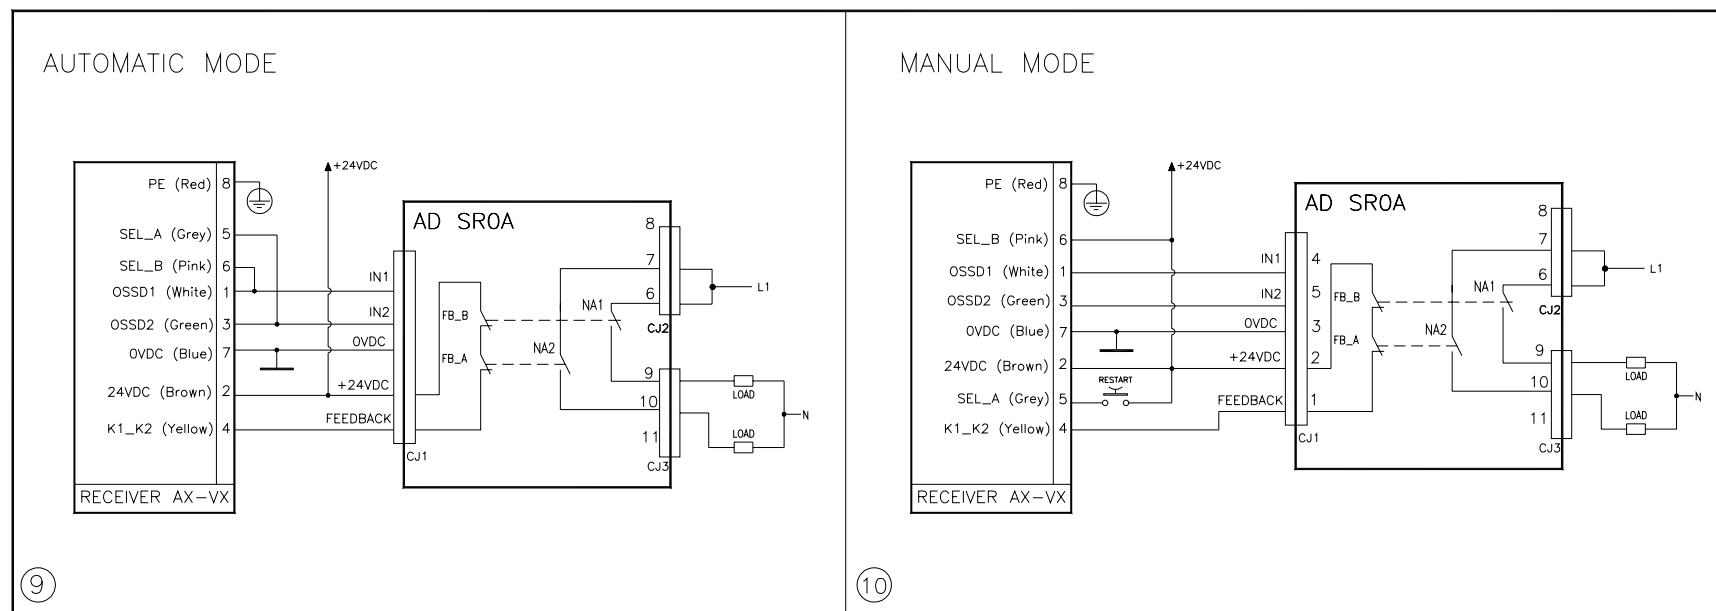 AUTOMATIC MODE
+24VDC
PE (Red) 8
AD SR0A
8
SEL_A (Grey) 5
SEL_B (Pink) 6
7
IN1
OSSD1 (White) 1
6
L1
NA1
IN2
FB_B
CJ2
OSSD2 (Green) 3
0VDC
NA2
0VDC (Blue) 7
FB_A
9
24VDC (Brown) 2
+24VDC
LOAD
10
N
FEEDBACK
K1_K2 (Yellow) 4
11
LOAD
CJ1
CJ3
RECEIVER AX-VX
9
MANUAL MODE
+24VDC
PE (Red) 8
AD SR0A
8
SEL_B (Pink) 6
7
IN1
4
OSSD1 (White) 1
6
L1
NA1
IN2
5
FB_B
OSSD2 (Green) 3
CJ2
0VDC
3
NA2
0VDC (Blue) 7
FB_A
9
24VDC (Brown) 2
+24VDC
2
LOAD
RESTART
10
SEL_A (Grey) 5
FEEDBACK
1
N
11
LOAD
K1_K2 (Yellow) 4
CJ1
CJ3
RECEIVER AX-VX
10